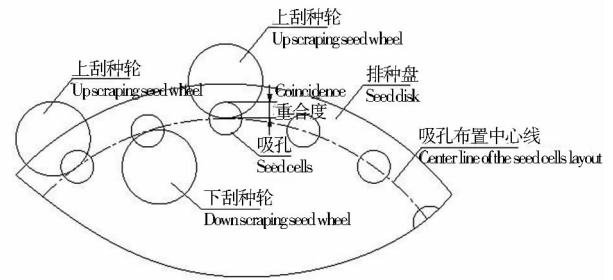 上刮种轮
Up scraping seed wheel
上刮种轮
Up scraping seed wheel
Coincidence
重合度
排种盘
Seed disk
吸孔
Seed cells
吸孔布置中心线
Center line of the seed cells layout
下刮种轮
Down scraping seed wheel